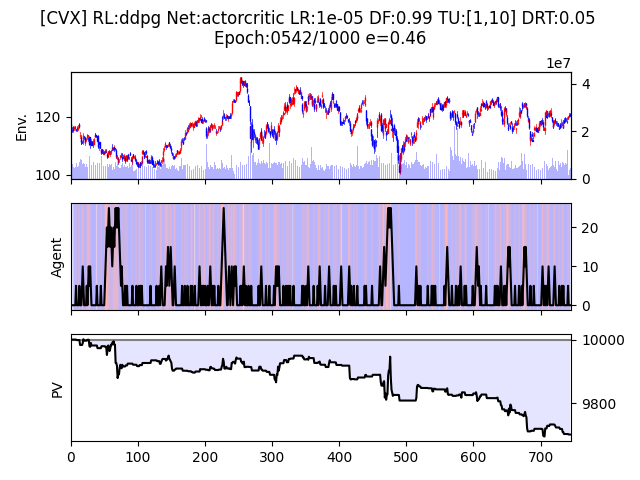 [CVX] RL:ddpg Net:actorcritic LR:1e-05 DF:0.99 TU:[1,10] DRT:0.05
Epoch:0542/1000 e=0.46
1e7
Env.
120
100
4
2
0
Agent
20
10
0
PV
10000
9800
0 100 200 300 400 500 600 700